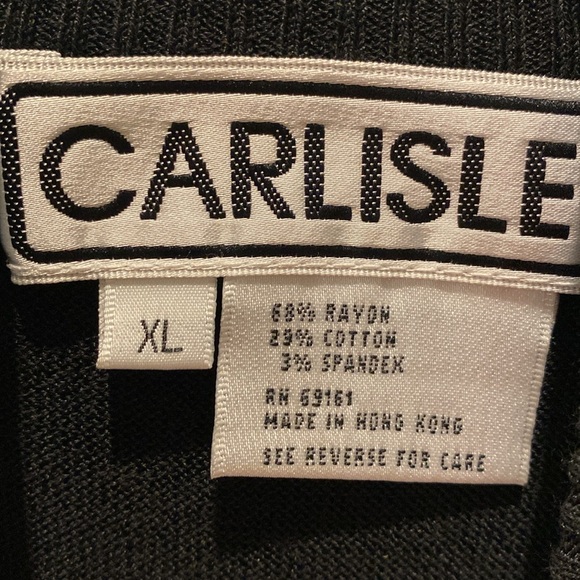 CARLISLE
XL
68% RAYON
29% COTTON
3% SPANDEX
RN 69161
MADE IN HONG KONG
SEE REVERSE FOR CARE